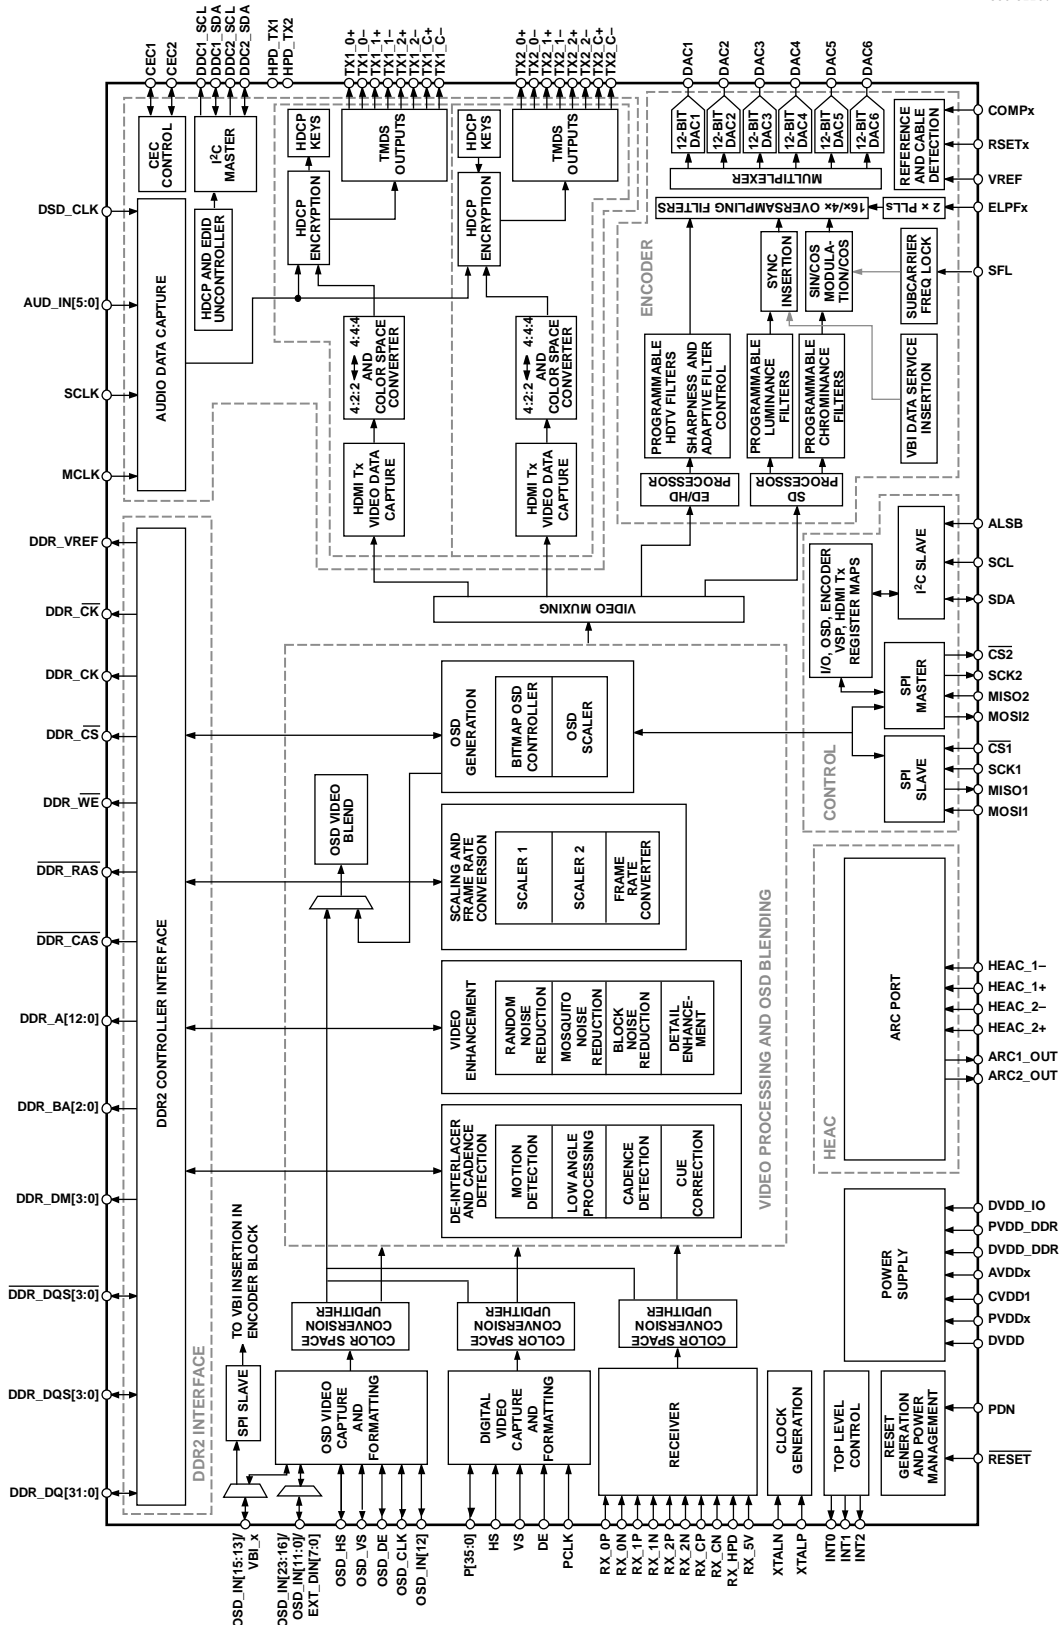 CEC1
CEC2
DDC1_SCL
DDC1_SDA
DDC2_SCL
DDC2_SDA
HPD_TX1
HPD_TX2
TX1_0+
TX1_0–
TX1_1+
TX1_1–
TX1_2+
TX1_2–
TX1_C+
TX1_C–
TX2_0+
TX2_0–
TX2_1+
TX2_1–
TX2_2+
TX2_2–
TX2_C+
TX2_C–
DAC1
DAC2
DAC3
DAC4
DAC5
DAC6
DSD_CLK
AUD_IN[5:0]
SCLK
MCLK
DDR_VREF
DDR_CK
DDR_CK
DDR_CS
DDR_WE
DDR_RAS
DDR_CAS
DDR_A[12:0]
DDR_BA[2:0]
DDR_DM[3:0]
DDR_DQS[3:0]
DDR_DQS[3:0]
DDR_DQ[31:0]
CEC
CONTROL
I²C
MASTER
HDCP AND EDID
UNCONTROLLER
AUDIO DATA CAPTURE
HDCP
KEYS
HDCP
ENCRYPTION
TMDS
OUTPUTS
HDCP
KEYS
HDCP
ENCRYPTION
TMDS
OUTPUTS
4:2:2 4:4:4
AND
COLOR SPACE
CONVERTER
4:2:2 4:4:4
AND
COLOR SPACE
CONVERTER
HDMI Tx
VIDEO DATA
CAPTURE
HDMI Tx
VIDEO DATA
CAPTURE
12-BIT
DAC1
12-BIT
DAC2
12-BIT
DAC3
12-BIT
DAC4
12-BIT
DAC5
12-BIT
DAC6
MULTIPLEXER
REFERENCE
AND CABLE
DETECTION
16x/4x OVERSAMPLING FILTERS
2 x PLLs
ENCODER
SYNC
INSERTION
SIN/COS
MODULA-
TION/COS
SUBCARRIER
FREQ LOCK
PROGRAMMABLE
HDTV FILTERS
SHARPNESS AND
ADAPTIVE FILTER
CONTROL
PROGRAMMABLE
LUMINANCE
FILTERS
PROGRAMMABLE
CHROMINANCE
FILTERS
VBI DATA SERVICE
INSERTION
ED/HD
PROCESSOR
SD
PROCESSOR
COMPx
RSETx
VREF
ELPFx
SFL
ALSB
SCL
SDA
CS2
SCK2
MISO2
MOSI2
CS1
SCK1
MISO1
MOSI1
HEAC_1–
HEAC_1+
HEAC_2–
HEAC_2+
ARC1_OUT
ARC2_OUT
DVDD_IO
PVDD_DDR
DVDD_DDR
AVDDx
CVDD1
PVDDx
DVDD
PDN
RESET
DDR2 CONTROLLER INTERFACE
DDR2 INTERFACE
VIDEO MUXING
I/O, OSD, ENCODER
VSP, HDMI Tx
REGISTER MAPS
I²C SLAVE
SPI
MASTER
SPI
SLAVE
CONTROL
OSD
GENERATION
BITMAP OSD
CONTROLLER
OSD
SCALER
OSD VIDEO
BLEND
SCALING AND
FRAME RATE
CONVERSION
SCALER 1
SCALER 2
FRAME
RATE
CONVERTER
VIDEO
ENHANCEMENT
RANDOM
NOISE
REDUCTION
MOSQUITO
NOISE
REDUCTION
BLOCK
NOISE
REDUCTION
DETAIL
ENHANCE-
MENT
DE-INTERLACER
AND CADENCE
DETECTION
MOTION
DETECTION
LOW ANGLE
PROCESSING
CADENCE
DETECTION
CUE
CORRECTION
VIDEO PROCESSING AND OSD BLENDING
ARC PORT
HEAC
POWER
SUPPLY
TO VBI INSERTION IN
ENCODER BLOCK
SPI SLAVE
COLOR SPACE
CONVERSION
UPDITHER
COLOR SPACE
CONVERSION
UPDITHER
COLOR SPACE
CONVERSION
UPDITHER
OSD VIDEO
CAPTURE
AND
FORMATTING
DIGITAL
VIDEO
CAPTURE
AND
FORMATTING
RECEIVER
CLOCK
GENERATION
TOP LEVEL
CONTROL
RESET
GENERATION
AND POWER
MANAGEMENT
OSD_IN[15:13]/
VBI_x
OSD_IN[23:16]/
OSD_IN[11:0]/
EXT_DIN[7:0]
OSD_HS
OSD_VS
OSD_DE
OSD_CLK
OSD_IN[12]
P[35:0]
HS
VS
DE
PCLK
RX_0P
RX_0N
RX_1P
RX_1N
RX_2P
RX_2N
RX_CP
RX_CN
RX_HPD
RX_5V
XTALN
XTALP
INT0
INT1
INT2